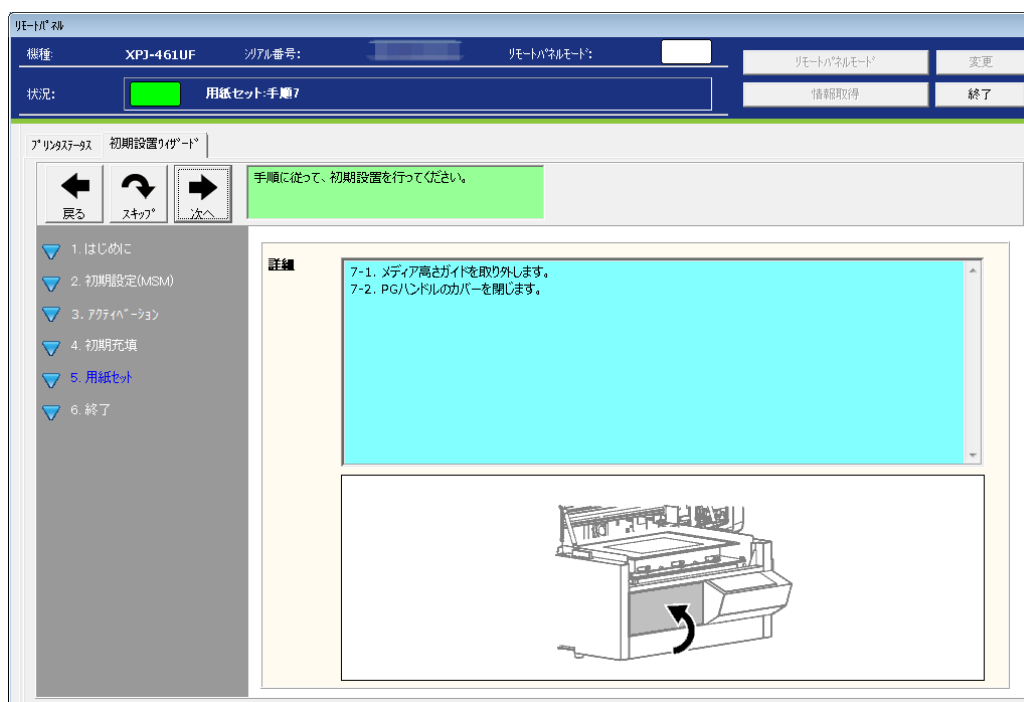 リモートパネル
機種: XPJ-461UF シリアル番号: リモートパネルモード:
リモートパネルモード 変更
状況: 用紙セット:手順7
情報取得 終了
プリンタステータス 初期設置ウィザード
手順に従って、初期設置を行ってください。
戻る スキップ 次へ
1. はじめに
2. 初期設定(MSM)
3. アクティベーション
4. 初期充填
5. 用紙セット
6. 終了
詳細
7-1. メディア高さガイドを取り外します。
7-2. PGハンドルのカバーを閉じます。